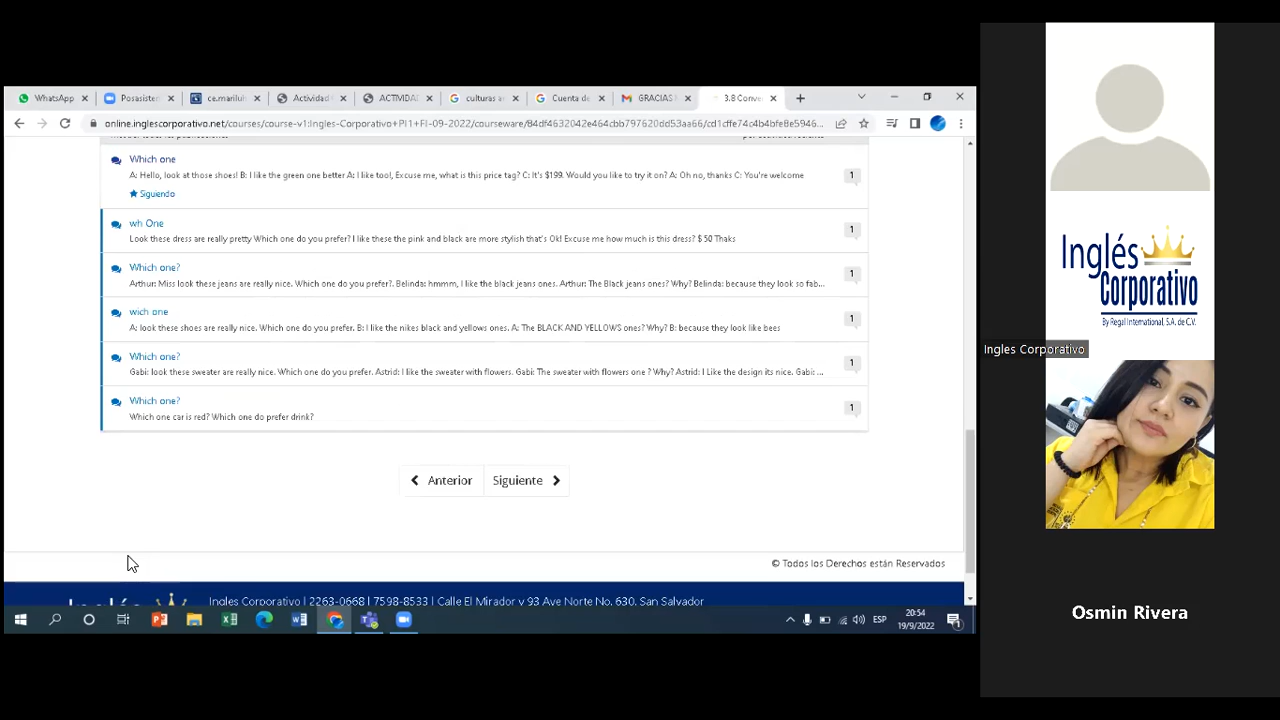 WhatsApp
Posasister
ce.mariluis
Actividad
ACTIVIDAD
culturas an
Cuenta de
GRACIAS
3.8 Conver
online.inglescorporativo.net/courses/course-v1:Ingles-Corporativo+PI1+FI-09-2022/courseware/84df4632042e464cbb797620dd53aa66/cd1cffe74c4b4bfe8e5946...
Which one
A: Hello, look at those shoes! B: I like the green one better A: I like tool, Excuse me, what is this price tag? C: It's $199. Would you like to try it on? A: Oh no, thanks C: You're welcome
1
Siguiendo
wh One
Look these dress are really pretty Which one do you prefer? I like these the pink and black are more stylish that's Ok! Excuse me how much is this dress? $ 50 Thaks
1
Which one?
Arthur: Miss look these jeans are really nice. Which one do you prefer?. Belinda: hmmm, I like the black jeans ones. Arthur: The Black jeans ones? Why? Belinda: because they look so fab...
1
wich one
A: look these shoes are really nice. Which one do you prefer. B: I like the nikes black and yellows ones. A: The BLACK AND YELLOWS ones? Why? B: because they look like bees
1
Which one?
Gabi: look these sweater are really nice. Which one do you prefer. Astrid: I like the sweater with flowers. Gabi: The sweater with flowers one ? Why? Astrid: I Like the design its nice. Gabi: ...
1
Which one?
Which one car is red? Which one do prefer drink?
1
Anterior
Siguiente
© Todos los Derechos están Reservados
Ingles Corporativo | 2263-0668 | 7598-8533 | Calle El Mirador y 93 Ave Norte No. 630, San Salvador
ESP
20:54
19/9/2022
Inglés
Corporativo
By Regal International, S.A. de C.V.
Ingles Corporativo
Osmin Rivera